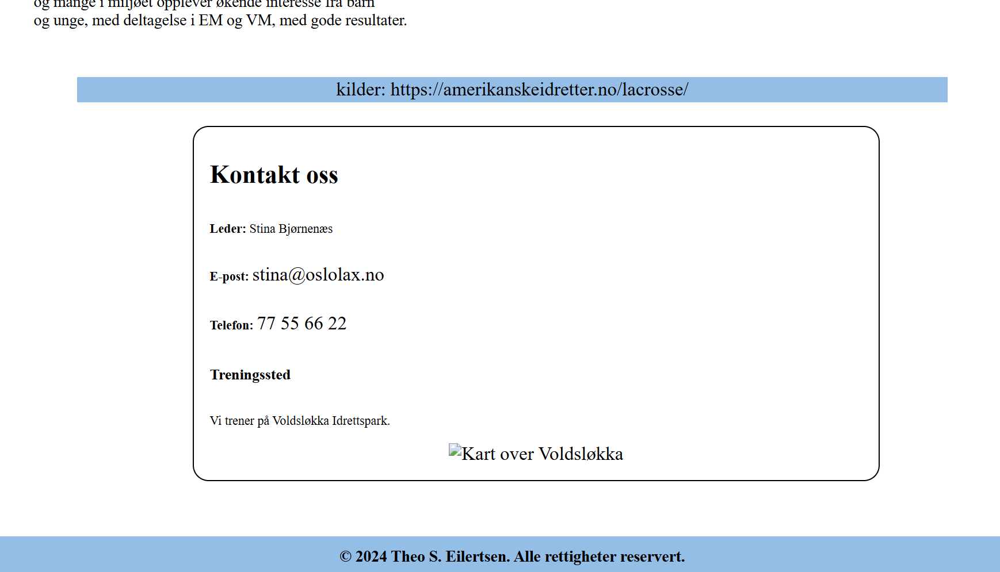 og mange i miljøet opplever økende interesse fra barn
og unge, med deltagelse i EM og VM, med gode resultater.
kilder: https://amerikanskeidretter.no/lacrosse/
Kontakt oss
Leder: Stina Bjørnenæs
E-post: stina@oslolax.no
Telefon: 77 55 66 22
Treningssted
Vi trener på Voldsløkka Idrettspark.
Kart over Voldsløkka
© 2024 Theo S. Eilertsen. Alle rettigheter reservert.